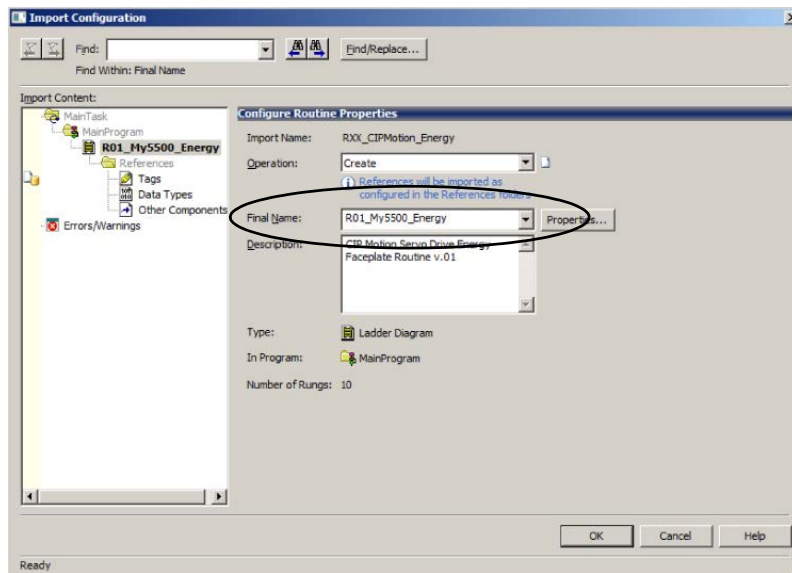 Import Configuration
Find:
Find/Replace...
Find Within: Final Name
Import Content:
MainTask
MainProgram
R01_My5500_Energy
References
Tags
Data Types
Other Components
Errors/Warnings
Configure Routine Properties
Import Name: RXX_CIPMotion_Energy
Operation: Create
References will be imported as
configured in the References folders
Final Name: R01_My5500_Energy Properties...
Description: CIP Motion Servo Drive Energy
Faceplate Routine v.01
Type: Ladder Diagram
In Program: MainProgram
Number of Rungs: 10
OK Cancel Help
Ready